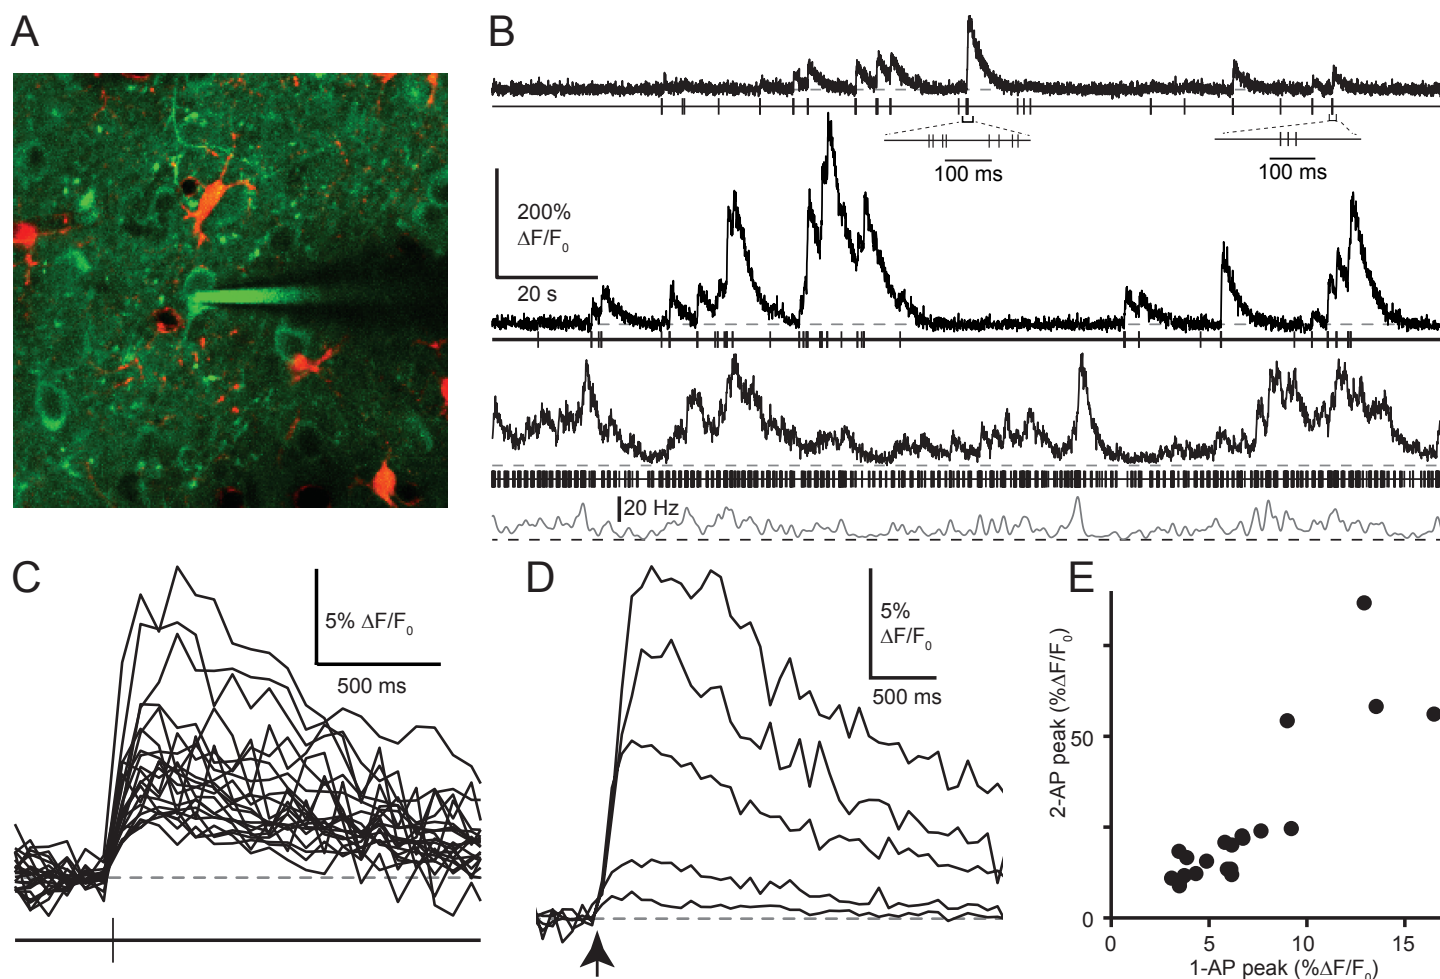 A
B
100 ms
100 ms
200%
ΔF/F0
20 s
20 Hz
C
5% ΔF/F0
500 ms
D
5%
ΔF/F0
500 ms
E
2-AP peak (%ΔF/F0)
50
0
0
5
10
15
1-AP peak (%ΔF/F0)